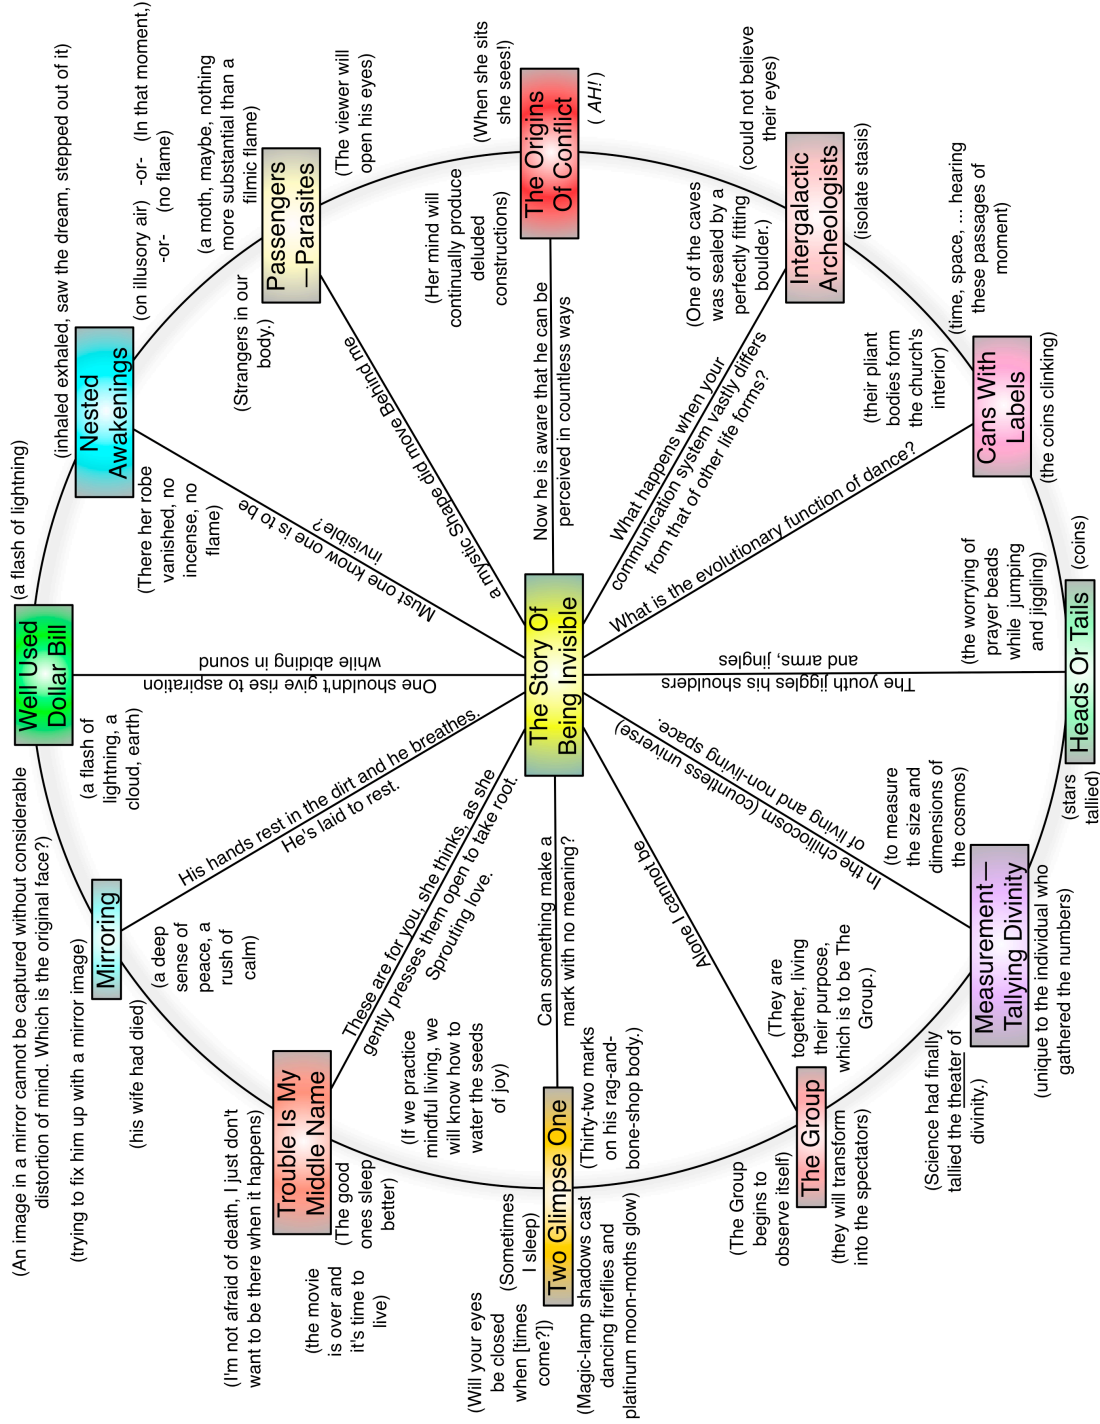 The Story Of
Being Invisible
Well Used
Dollar Bill
(a flash of lightning)
(a flash of
lightning, a
cloud, earth)
One shouldn't give rise to aspiration
while abiding in sound
Nested
Awakenings
(inhaled exhaled, saw the dream, stepped out of it)
(on illusory air) -or- (In that moment,)
-or- (no flame)
(There her robe
vanished, no
incense, no
flame)
Must one know one is to be
invisible?
Passengers
—Parasites
(a moth, maybe, nothing
more substantial than a
filmic flame)
(The viewer will
open his eyes)
(Strangers in our
body.)
a mystic Shape did move Behind me
The Origins
Of Conflict
(When she sits
she sees!)
( AH! )
(Her mind will
continually produce
deluded
constructions)
Now he is aware that he can be
perceived in countless ways
Intergalactic
Archeologists
(could not believe
their eyes)
(isolate stasis)
(One of the caves
was sealed by a
perfectly fitting
boulder.)
What happens when your
communication system vastly differs
from that of other life forms?
Cans With
Labels
(time, space, ... hearing
these passages of
moment)
(their pliant
bodies form
the church's
interior)
(the coins clinking)
What is the evolutionary function of dance?
Heads Or Tails
(coins)
(the worrying of
prayer beads
while jumping
and jiggling)
(stars
tallied)
The youth jiggles his shoulders
and arms, jingles
Measurement—
Tallying Divinity
(to measure
the size and
dimensions of
the cosmos)
(unique to the individual who
gathered the numbers)
(Science had finally
tallied the theater of
divinity.)
In the chiliocosm (countless universe)
of living and non-living space.
The Group
(They are
together, living
their purpose,
which is to be The
Group.)
(they will transform
into the spectators)
(The Group
begins to
observe itself)
Alone I cannot be
Two Glimpse One
(Thirty-two marks
on his rag-and-
bone-shop body.)
(Magic-lamp shadows cast
dancing fireflies and
platinum moon-moths glow)
(Sometimes
I sleep)
(Will your eyes
be closed
when [times
come?])
Can something make a
mark with no meaning?
Trouble Is My
Middle Name
(If we practice
mindful living, we
will know how to
water the seeds
of joy)
(The good
ones sleep
better)
(the movie
is over and
it's time to
live)
(I'm not afraid of death, I just don't
want to be there when it happens)
These are for you, she thinks, as she
gently presses them open to take root.
Sprouting love.
Mirroring
(a deep
sense of
peace, a
rush of
calm)
(his wife had died)
(trying to fix him up with a mirror image)
(An image in a mirror cannot be captured without considerable
distortion of mind. Which is the original face?)
His hands rest in the dirt and he breathes.
He's laid to rest.